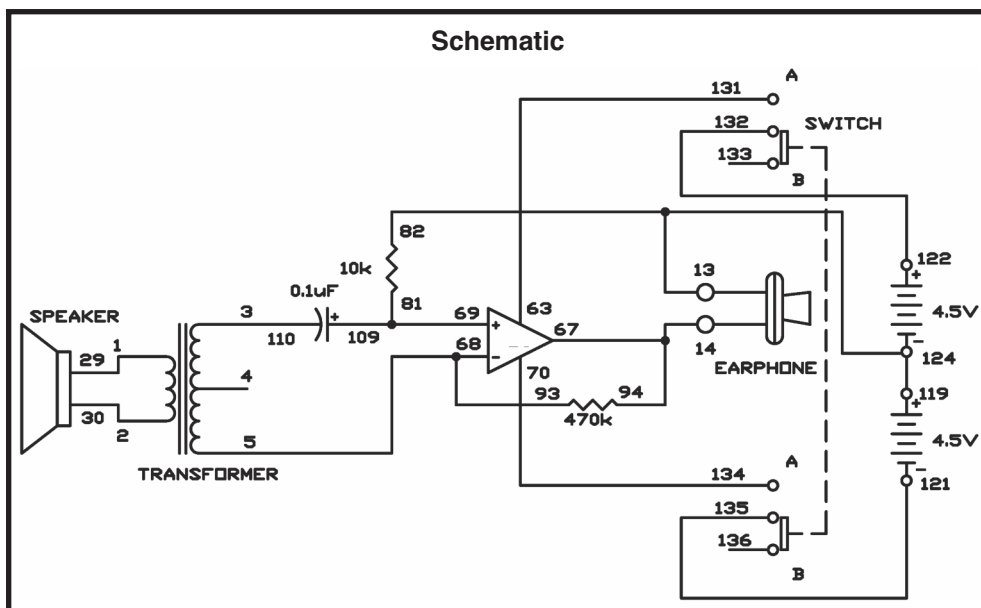 Schematic
A
131
132
SWITCH
133
B
82
122
+
10k
13
0.1uF
81
4.5V
SPEAKER
3
69
63
+
110
109
+
67
-
29
1
68
-
14
124
4
70
EARPHONE
119
93
94
+
30
470k
2
5
4.5V
A
-
TRANSFORMER
134
121
135
136
B